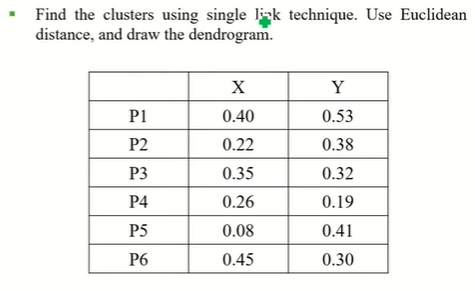 ▪ Find the clusters using single link technique. Use Euclidean
distance, and draw the dendrogram.
X Y
P1 0.40 0.53
P2 0.22 0.38
P3 0.35 0.32
P4 0.26 0.19
P5 0.08 0.41
P6 0.45 0.30